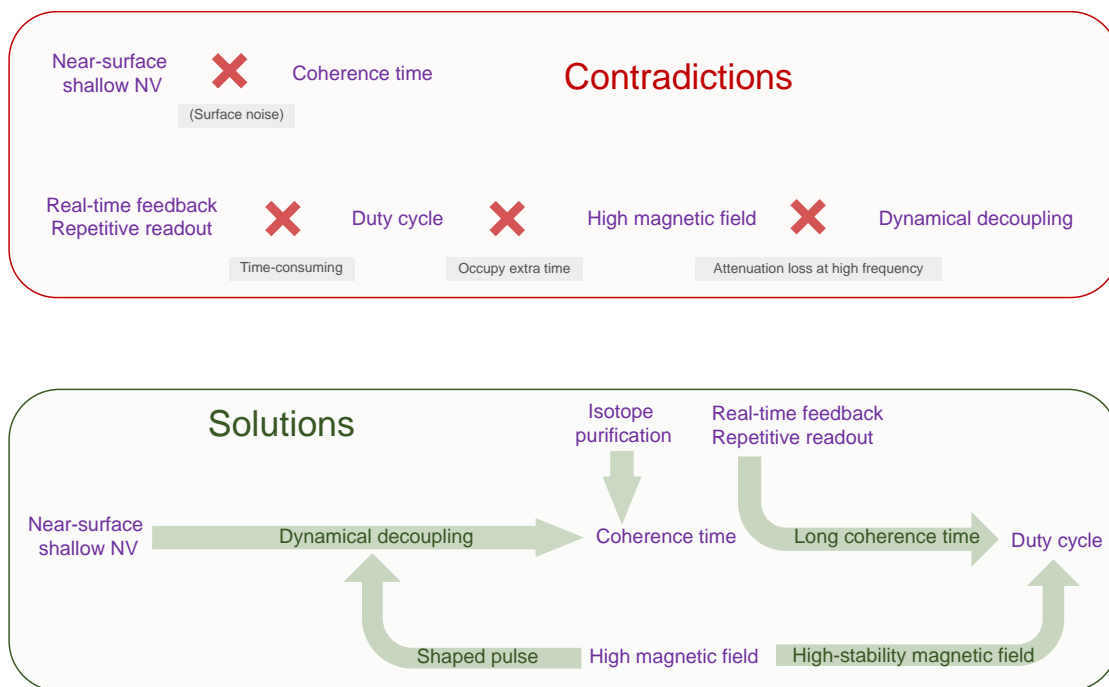 Contradictions
Near-surface
shallow NV
Coherence time
(Surface noise)
Real-time feedback
Repetitive readout
Duty cycle
High magnetic field
Dynamical decoupling
Time-consuming
Occupy extra time
Attenuation loss at high frequency
Solutions
Isotope
purification
Real-time feedback
Repetitive readout
Near-surface
shallow NV
Dynamical decoupling
Coherence time
Long coherence time
Duty cycle
Shaped pulse
High magnetic field
High-stability magnetic field